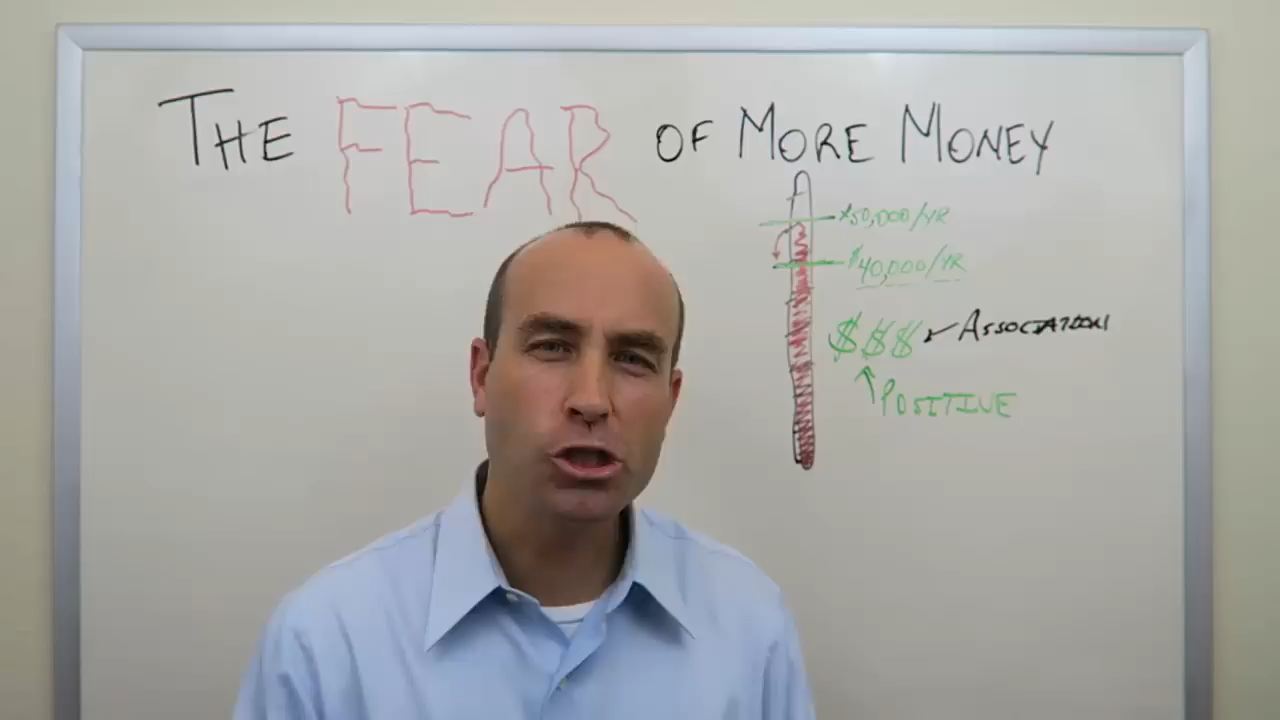 THE FEAR OF MORE MONEY
$50,000/YR
$40,000/YR
$$$ ASSOCIATION
POSITIVE